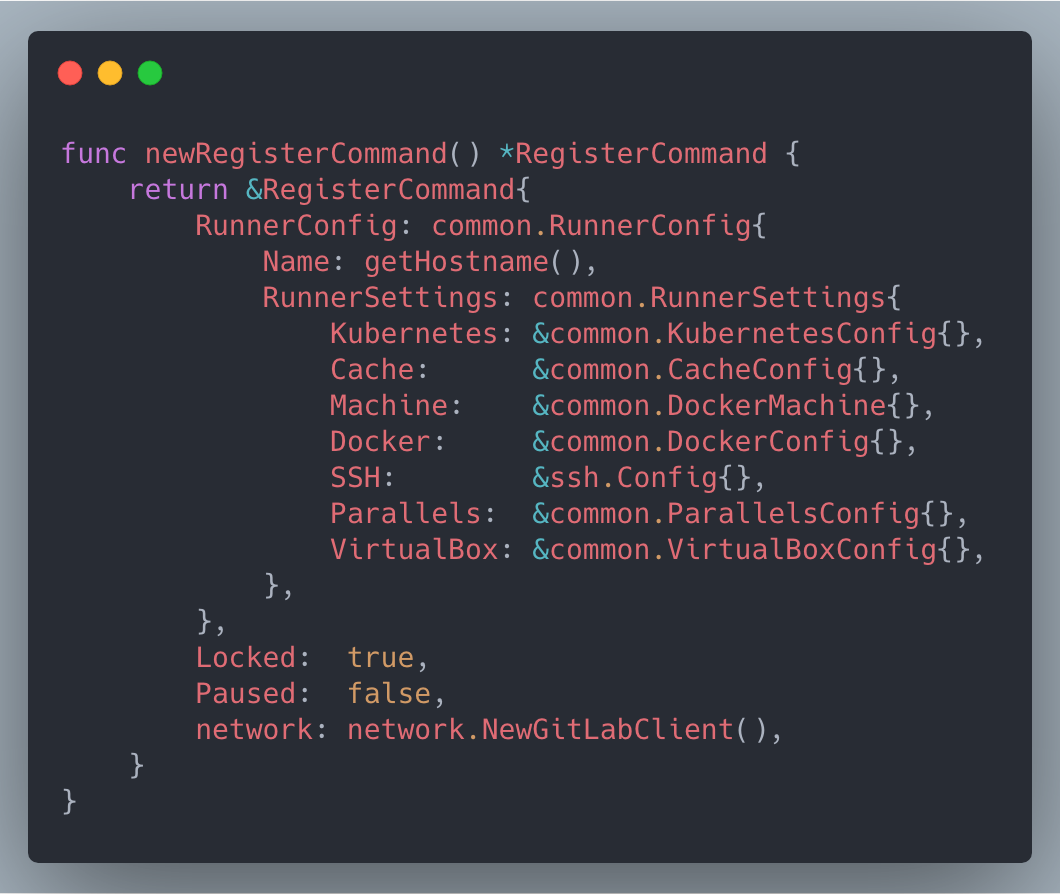 func newRegisterCommand() *RegisterCommand {
    return &RegisterCommand{
        RunnerConfig: common.RunnerConfig{
            Name: getHostname(),
            RunnerSettings: common.RunnerSettings{
                Kubernetes: &common.KubernetesConfig{},
                Cache:      &common.CacheConfig{},
                Machine:    &common.DockerMachine{},
                Docker:     &common.DockerConfig{},
                SSH:        &ssh.Config{},
                Parallels:  &common.ParallelsConfig{},
                VirtualBox: &common.VirtualBoxConfig{},
            },
        },
        Locked:  true,
        Paused:  false,
        network: network.NewGitLabClient(),
    }
}